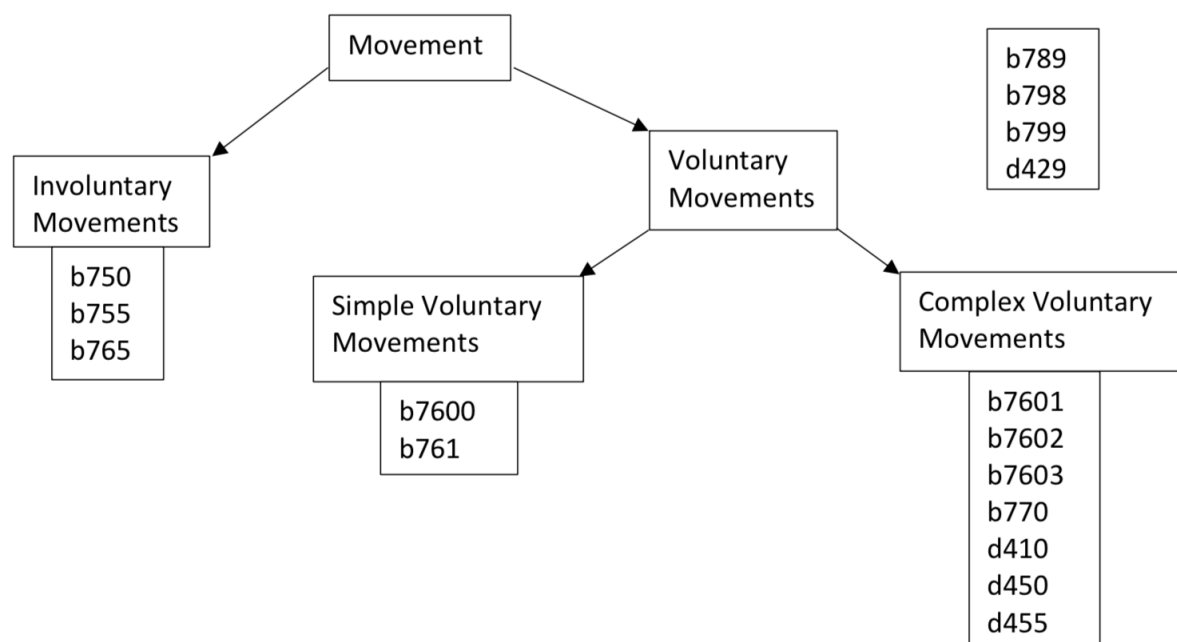 Movement
b789
b798
b799
d429
Involuntary
Movements
b750
b755
b765
Voluntary
Movements
Simple Voluntary
Movements
b7600
b761
Complex Voluntary
Movements
b7601
b7602
b7603
b770
d410
d450
d455